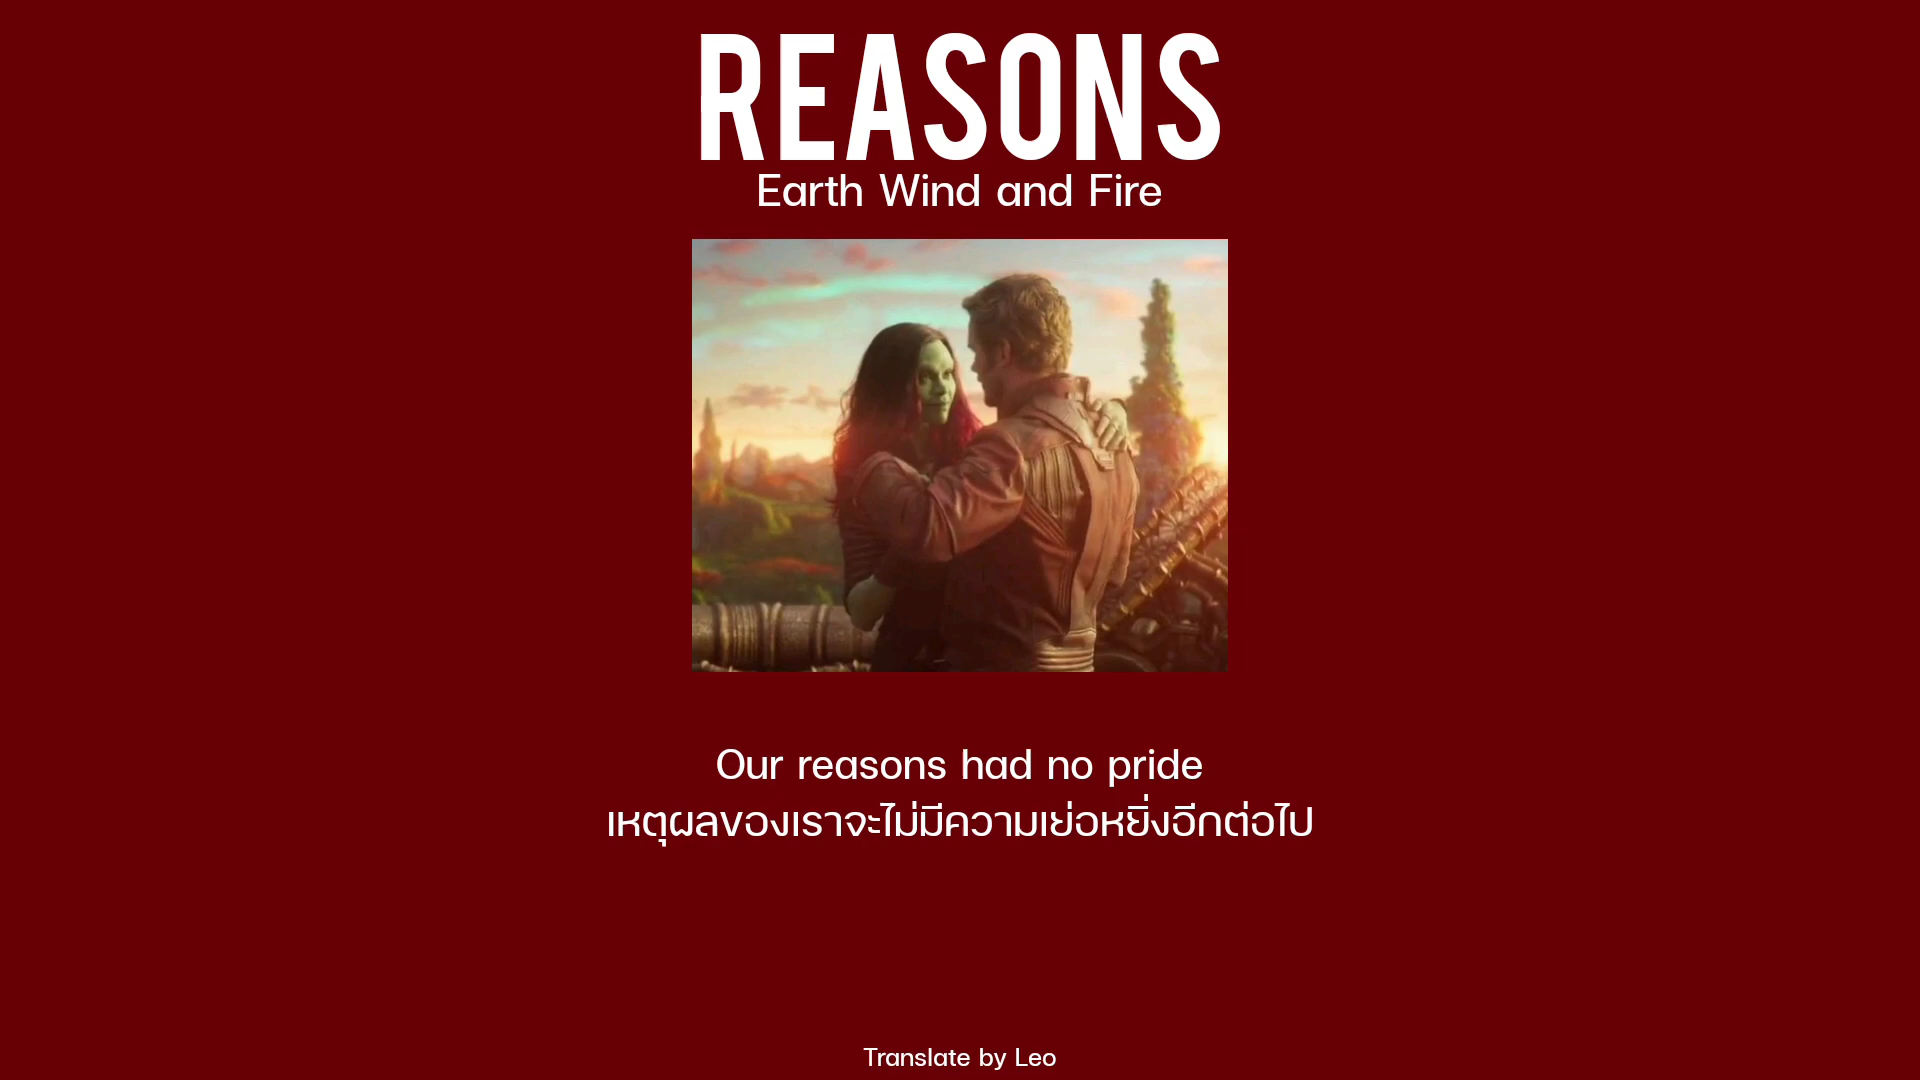 REASONS
Earth Wind and Fire
Our reasons had no pride
เหตุผลของเราจะไม่มีความเย่อหยิ่งอีกต่อไป
Translate by Leo